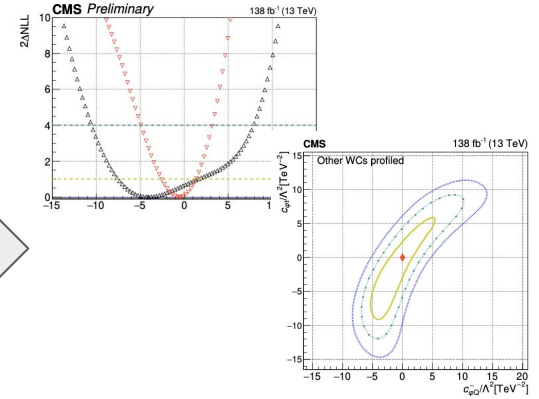 CMS Preliminary 138 fb⁻¹ (13 TeV)
2ΔNLL
10
8
6
4
2
0
−15 −10 −5 0 5
CMS 138 fb⁻¹ (13 TeV)
Other WCs profiled
c_φt/Λ²[TeV⁻²]
15
10
5
0
−5
−10
−15
−15 −10 −5 0 5 10 15 20
c⁻_φQ/Λ²[TeV⁻²]